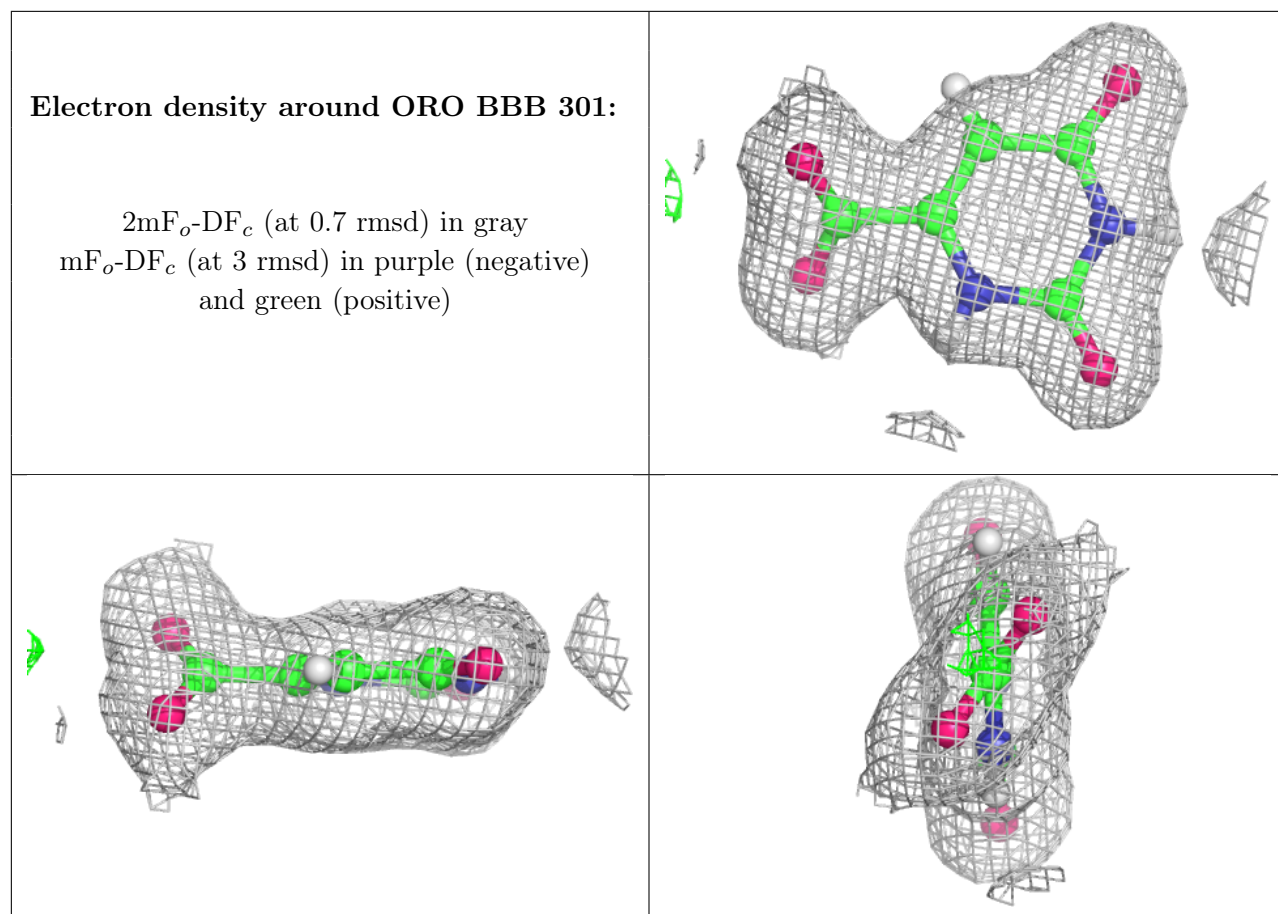 Electron density around ORO BBB 301:
2mFₒ-DF𝒸 (at 0.7 rmsd) in gray
mFₒ-DF𝒸 (at 3 rmsd) in purple (negative)
and green (positive)